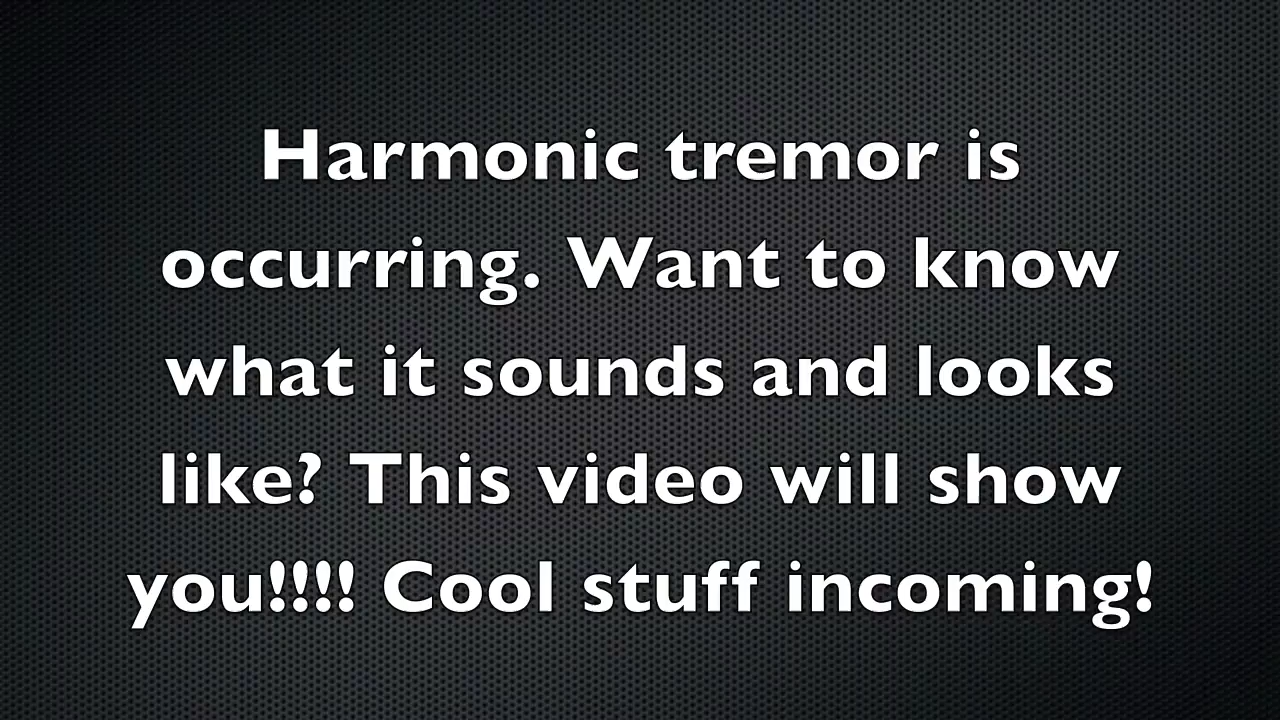 Harmonic tremor is
occurring. Want to know
what it sounds and looks
like? This video will show
you!!!! Cool stuff incoming!